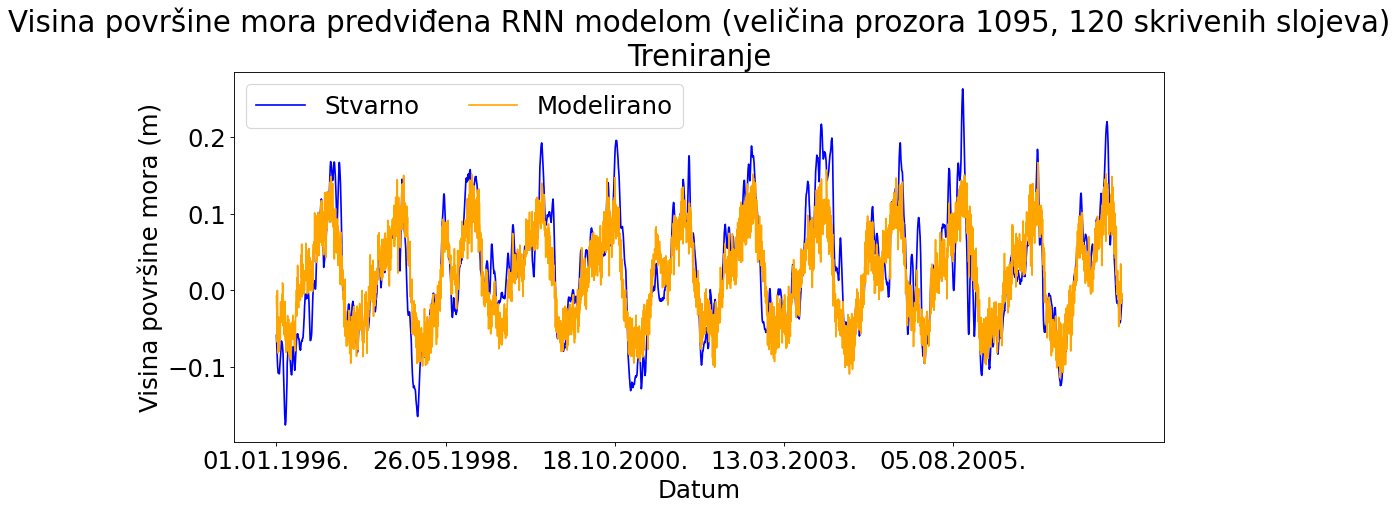 Visina površine mora predviđena RNN modelom (veličina prozora 1095, 120 skrivenih slojeva)
Treniranje
Stvarno
Modelirano
Visina površine mora (m)
0.2
0.1
0.0
−0.1
01.01.1996.
26.05.1998.
18.10.2000.
13.03.2003.
05.08.2005.
Datum